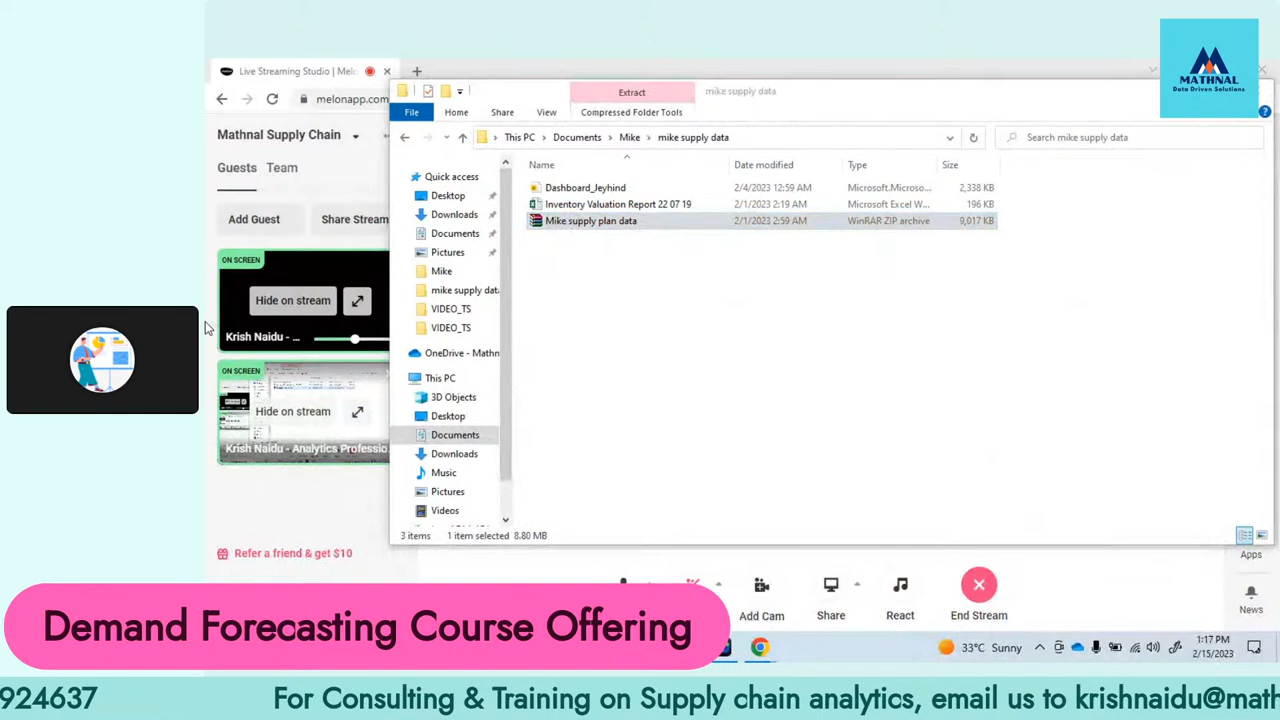 MATHNAL
Data Driven Solutions
Live Streaming Studio | Melo
melonapp.com
Extract
mike supply data
File
Home
Share
View
Compressed Folder Tools
This PC > Documents > Mike > mike supply data
Search mike supply data
Mathnal Supply Chain
Guests
Team
Add Guest
Share Stream
ON SCREEN
Hide on stream
Krish Naidu - ...
ON SCREEN
Hide on stream
Krish Naidu - Analytics Professio
Refer a friend & get $10
Quick access
Desktop
Downloads
Documents
Pictures
Mike
mike supply data
VIDEO_TS
VIDEO_TS
OneDrive - Mathn
This PC
3D Objects
Desktop
Documents
Downloads
Music
Pictures
Videos
Name Date modified Type Size
Dashboard_Jeyhind 2/4/2023 12:59 AM Microsoft.Microso... 2,338 KB
Inventory Valuation Report 22 07 19 2/1/2023 2:19 AM Microsoft Excel W... 196 KB
Mike supply plan data 2/1/2023 2:59 AM WinRAR ZIP archive 9,017 KB
3 items 1 item selected 8.80 MB
Apps
Add Cam
Share
React
End Stream
News
33°C Sunny
1:17 PM
2/15/2023
Demand Forecasting Course Offering
924637 For Consulting & Training on Supply chain analytics, email us to krishnaidu@math